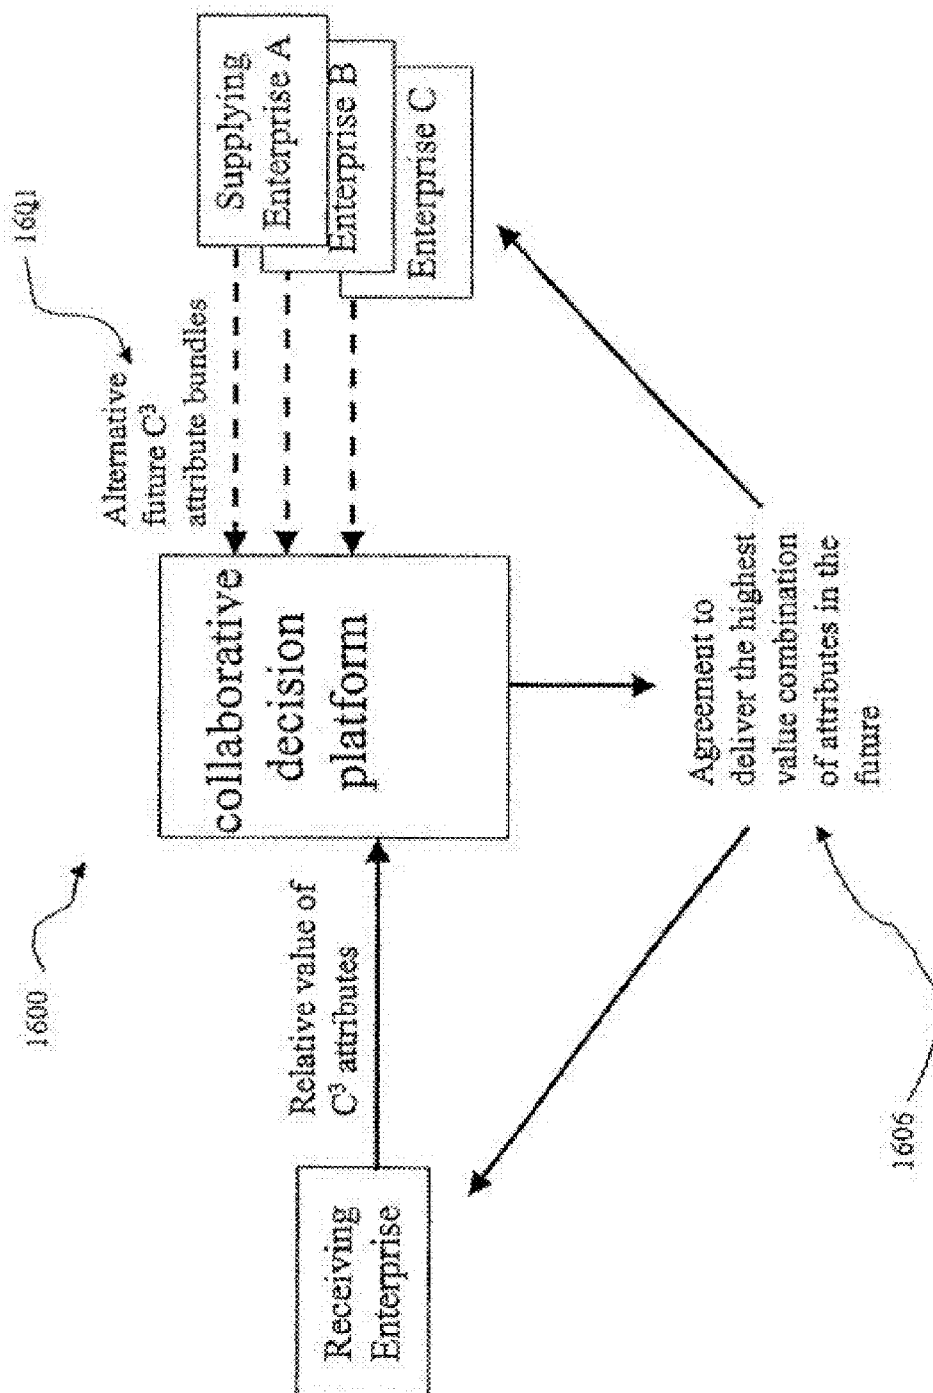 1600
1601
Alternative
future C³
attribute bundles
Supplying
Enterprise A
Enterprise B
Enterprise C
collaborative
decision
platform
Relative value of
C³ attributes
Receiving
Enterprise
Agreement to
deliver the highest
value combination
of attributes in the
future
1606